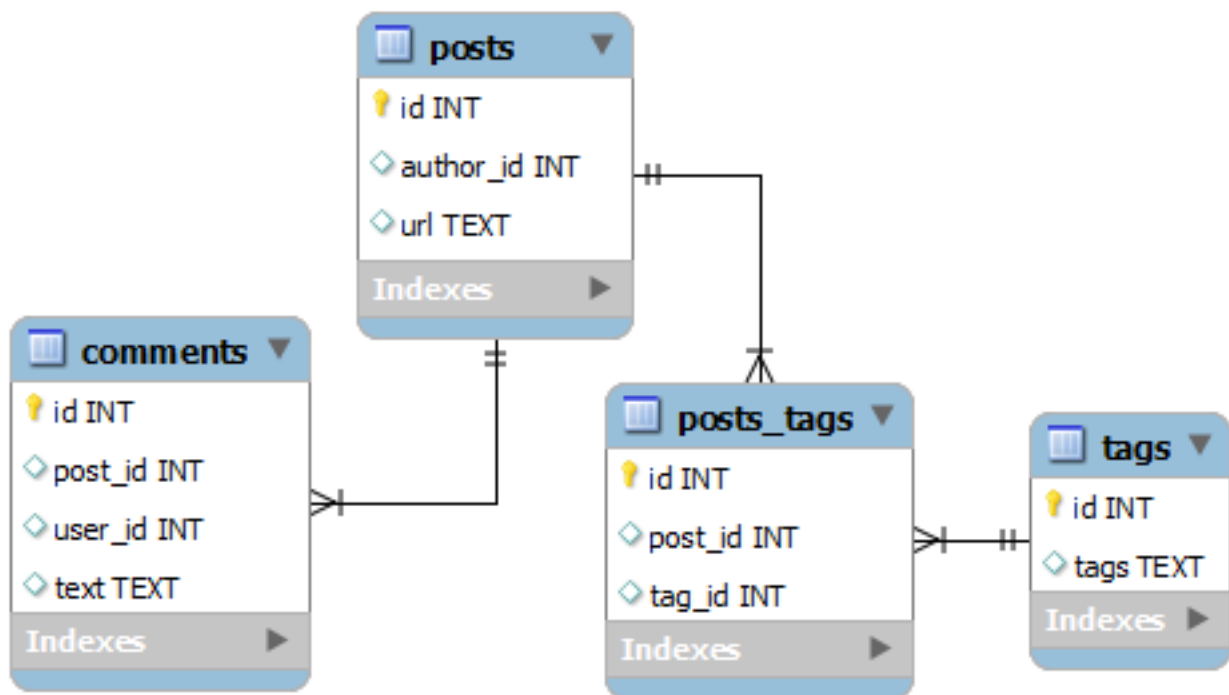 posts
id INT
author_id INT
url TEXT
Indexes
comments
id INT
post_id INT
user_id INT
text TEXT
Indexes
posts_tags
id INT
post_id INT
tag_id INT
Indexes
tags
id INT
tags TEXT
Indexes